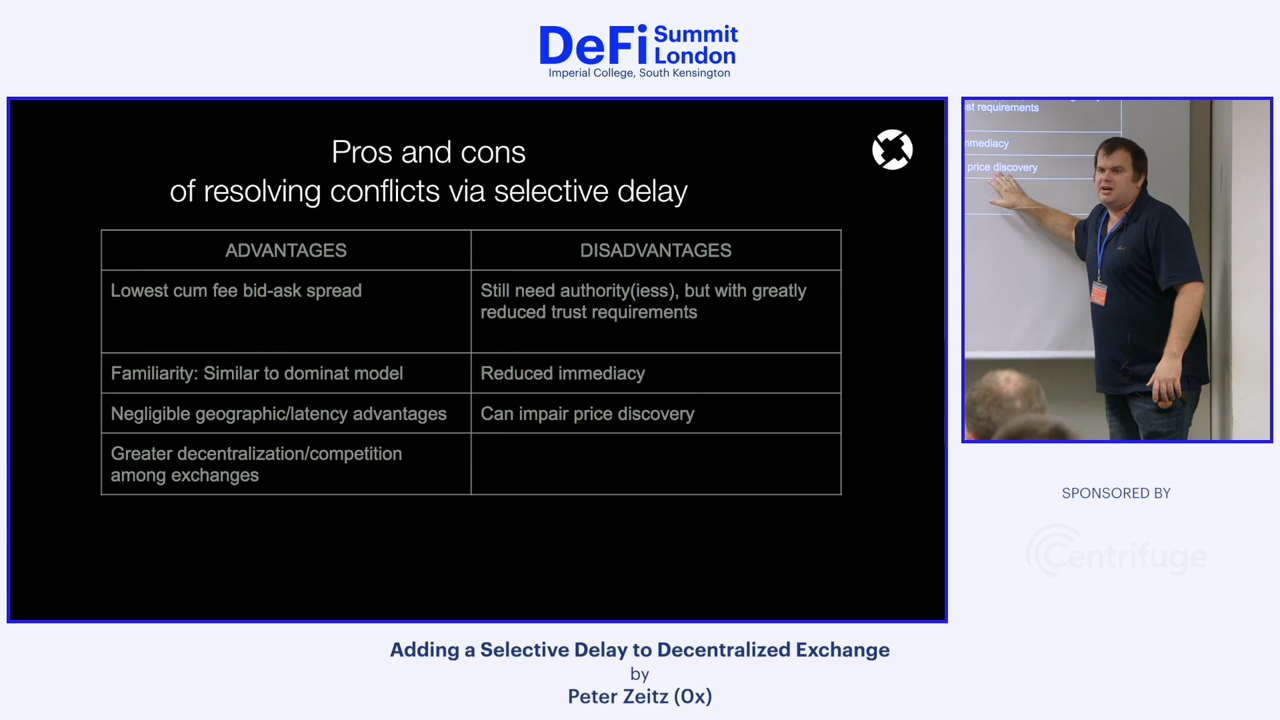 DeFi Summit
London
Imperial College, South Kensington
Pros and cons
of resolving conflicts via selective delay
ADVANTAGES
DISADVANTAGES
Lowest cum fee bid-ask spread
Still need authority(iess), but with greatly
reduced trust requirements
Familiarity: Similar to dominat model
Reduced immediacy
Negligible geographic/latency advantages
Can impair price discovery
Greater decentralization/competition
among exchanges
st requirements
mmediacy
price discovery
SPONSORED BY
Centrifuge
Adding a Selective Delay to Decentralized Exchange
by
Peter Zeitz (0x)